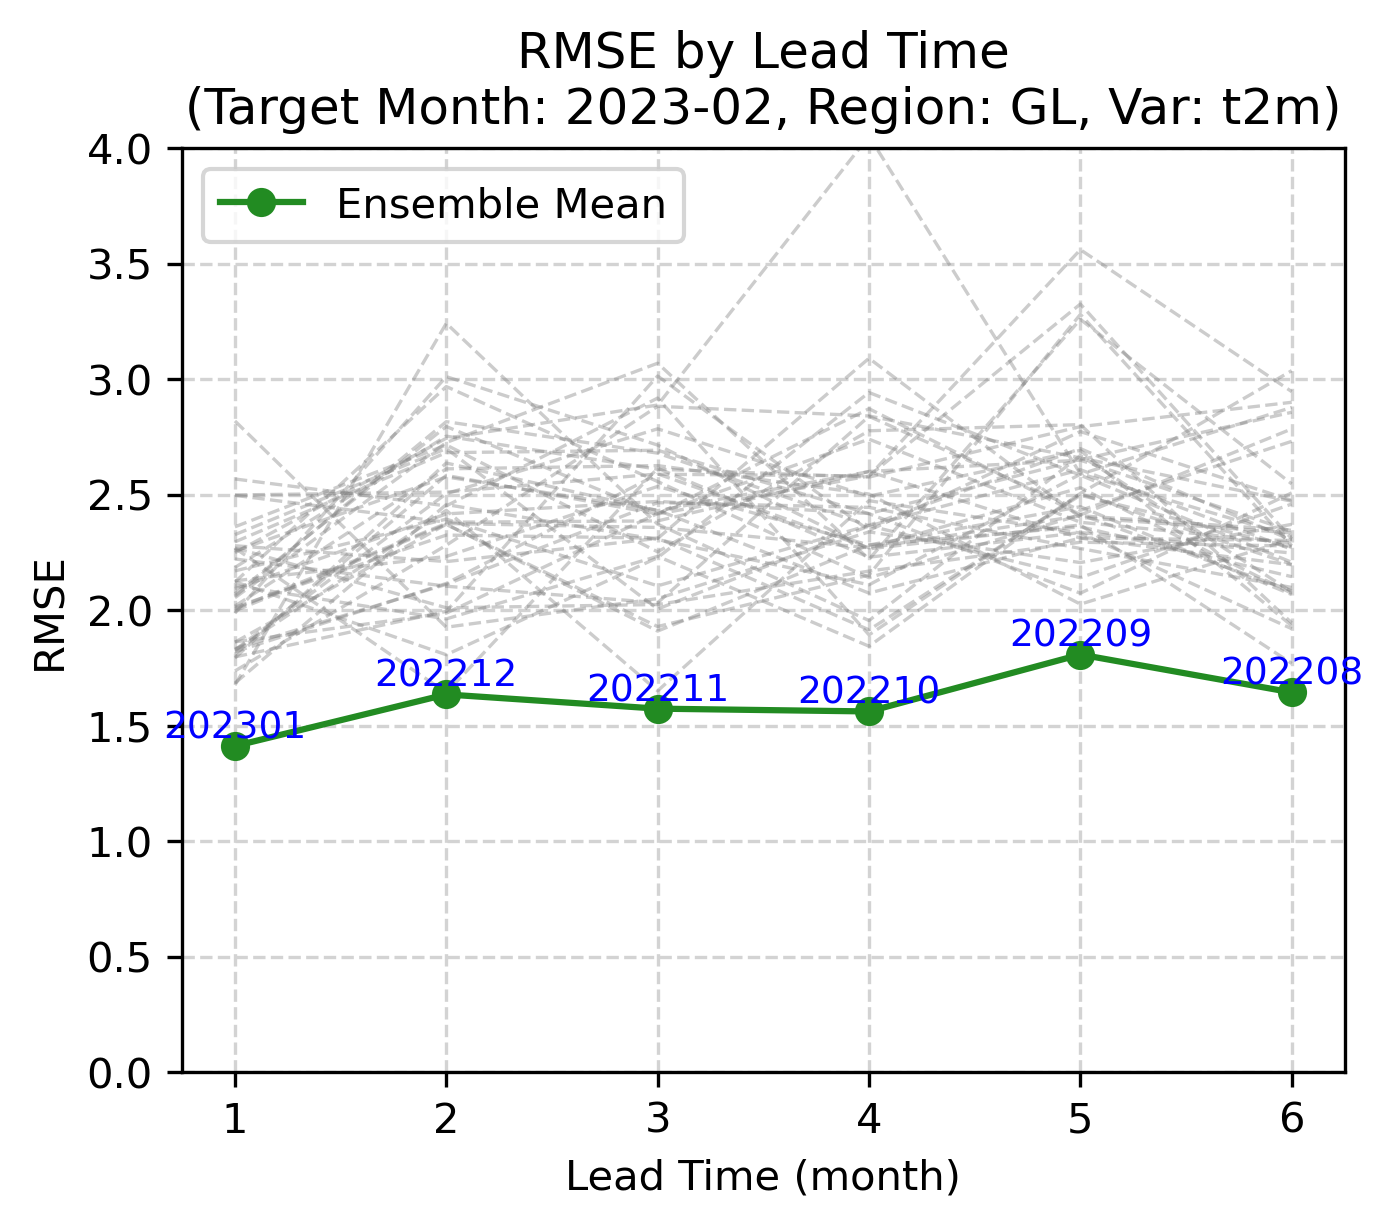 RMSE by Lead Time
(Target Month: 2023-02, Region: GL, Var: t2m)
Ensemble Mean
RMSE
4.0
3.5
3.0
2.5
2.0
1.5
1.0
0.5
0.0
202301
202212
202211
202210
202209
202208
1 2 3 4 5 6
Lead Time (month)